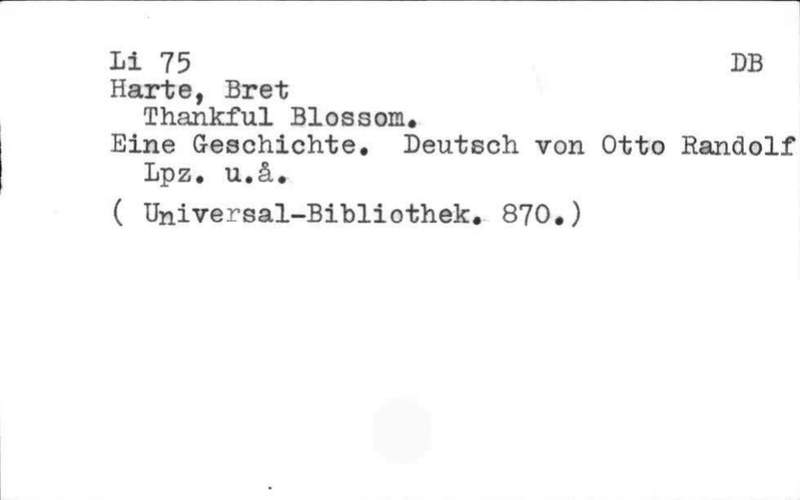 Li 75 DB
Harte, Bret
Thankful Blossom.
Eine Geschichte. Deutsch von Otto Randolf
Lpz. u.å.
( Universal-Bibliothek. 870.)